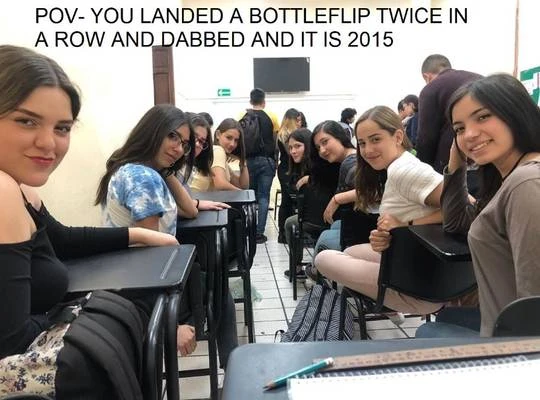 POV- YOU LANDED A BOTTLEFLIP TWICE IN
A ROW AND DABBED AND IT IS 2015